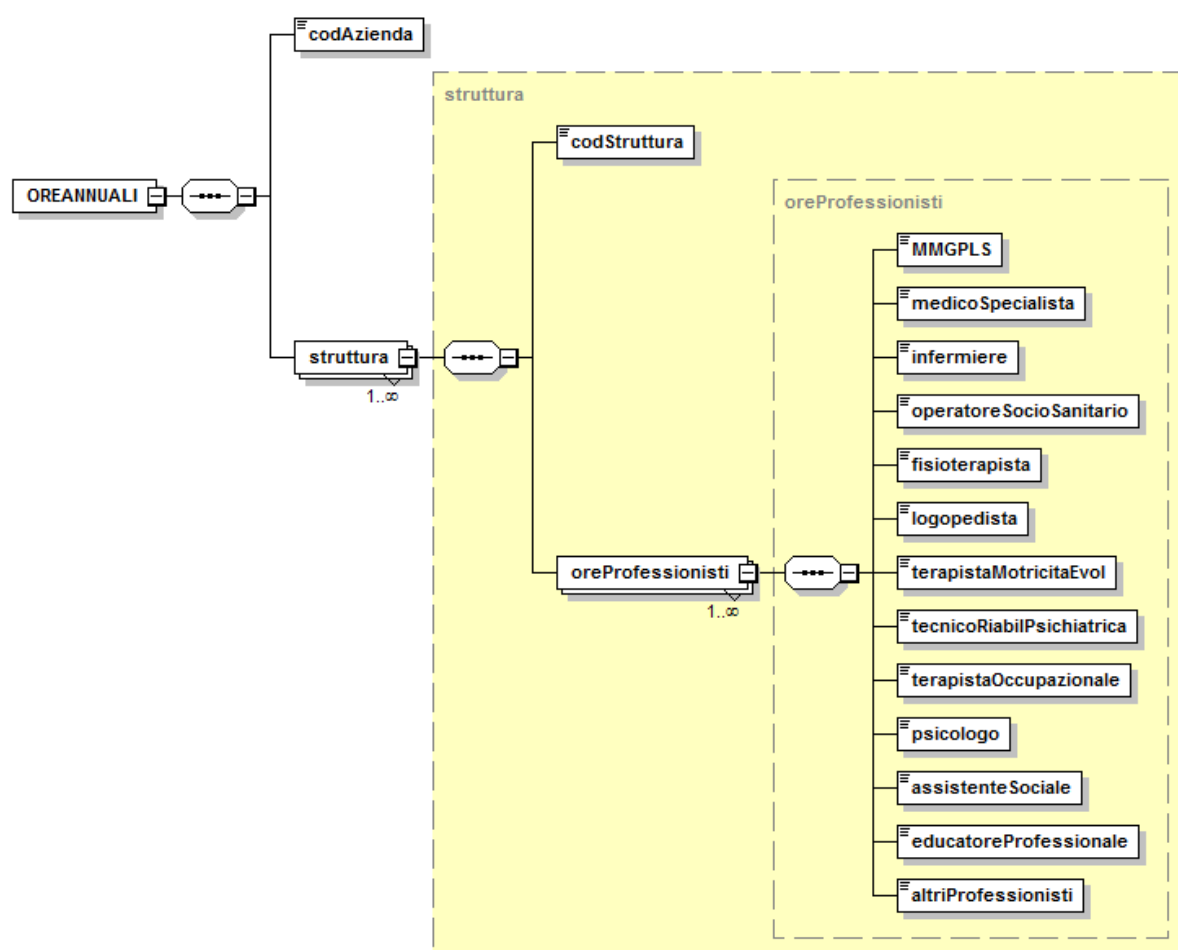 codAzienda
struttura
codStruttura
OREANNUALI
oreProfessionisti
MMGPLS
medicoSpecialista
struttura
1..∞
infermiere
operatoreSocioSanitario
fisioterapista
logopedista
oreProfessionisti
1..∞
terapistaMotricitaEvol
tecnicoRiabilPsichiatrica
terapistaOccupazionale
psicologo
assistenteSociale
educatoreProfessionale
altriProfessionisti